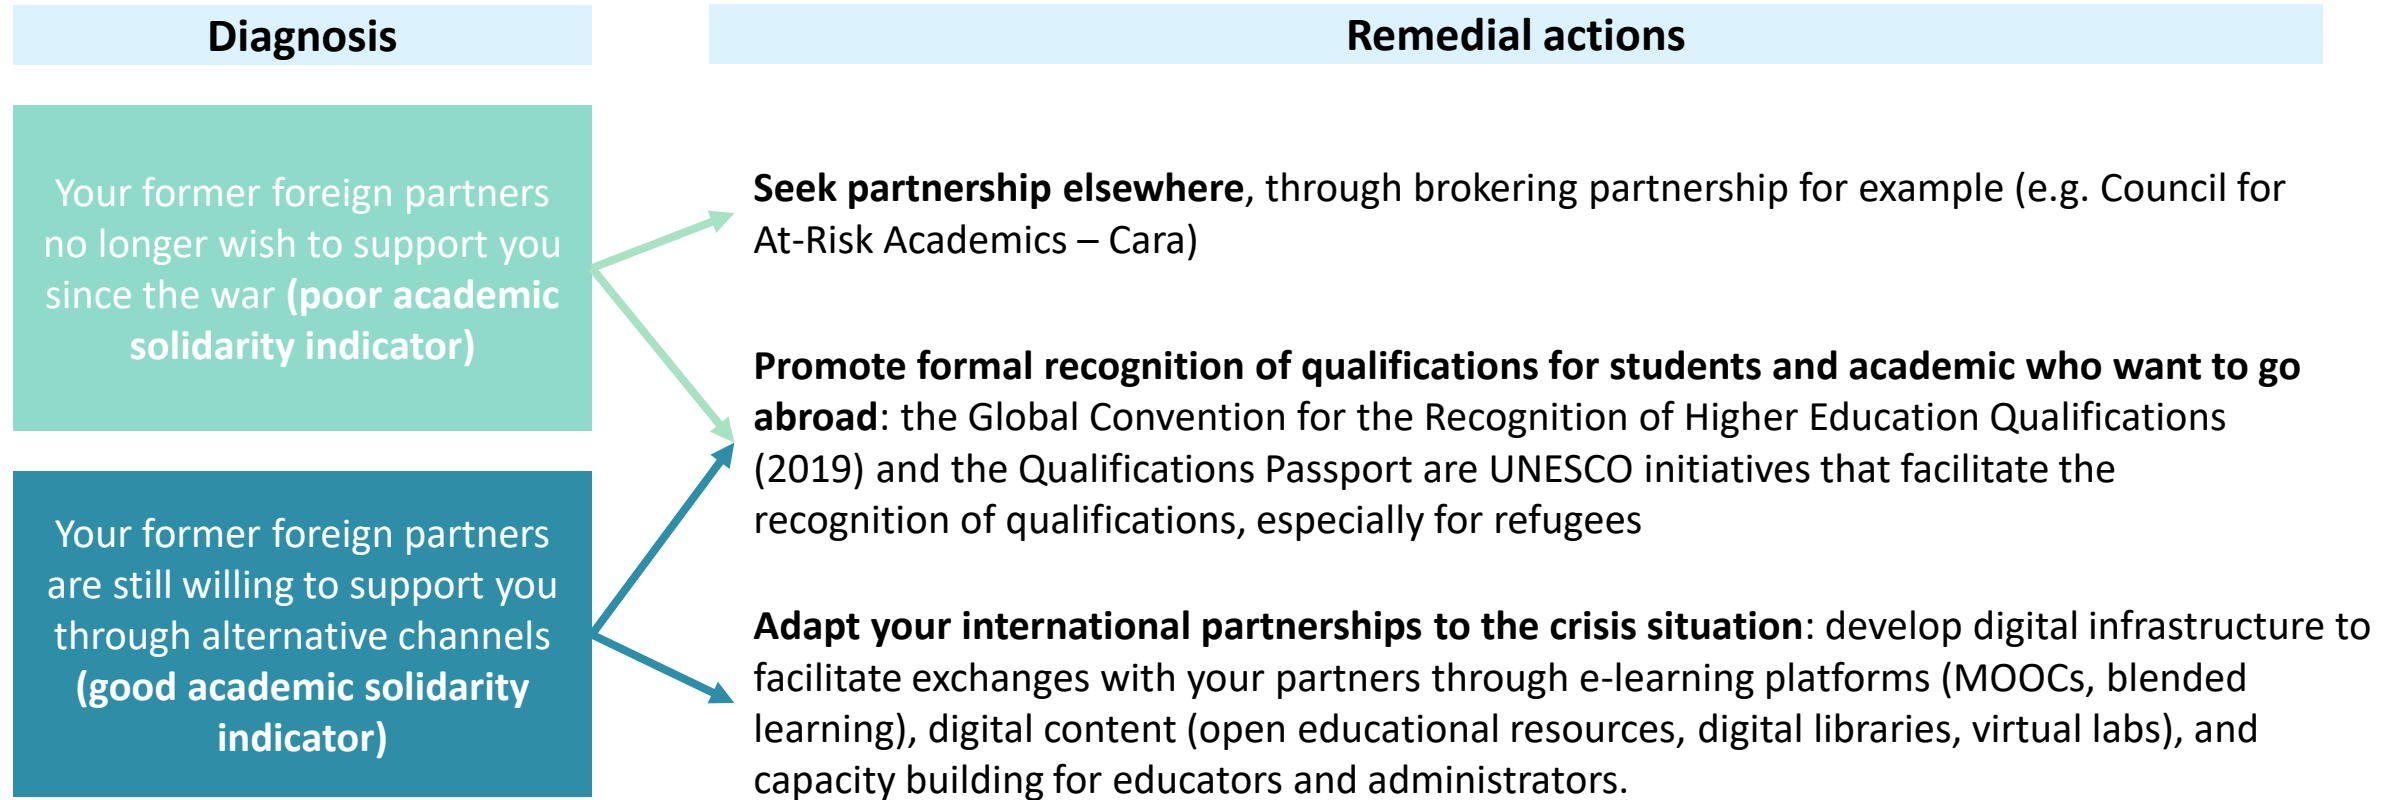 Diagnosis
Remedial actions
Your former foreign partners
no longer wish to support you
since the war (poor academic
solidarity indicator)
Your former foreign partners
are still willing to support you
through alternative channels
(good academic solidarity
indicator)
Seek partnership elsewhere, through brokering partnership for example (e.g. Council for
At-Risk Academics – Cara)
Promote formal recognition of qualifications for students and academic who want to go
abroad: the Global Convention for the Recognition of Higher Education Qualifications
(2019) and the Qualifications Passport are UNESCO initiatives that facilitate the
recognition of qualifications, especially for refugees
Adapt your international partnerships to the crisis situation: develop digital infrastructure to
facilitate exchanges with your partners through e-learning platforms (MOOCs, blended
learning), digital content (open educational resources, digital libraries, virtual labs), and
capacity building for educators and administrators.